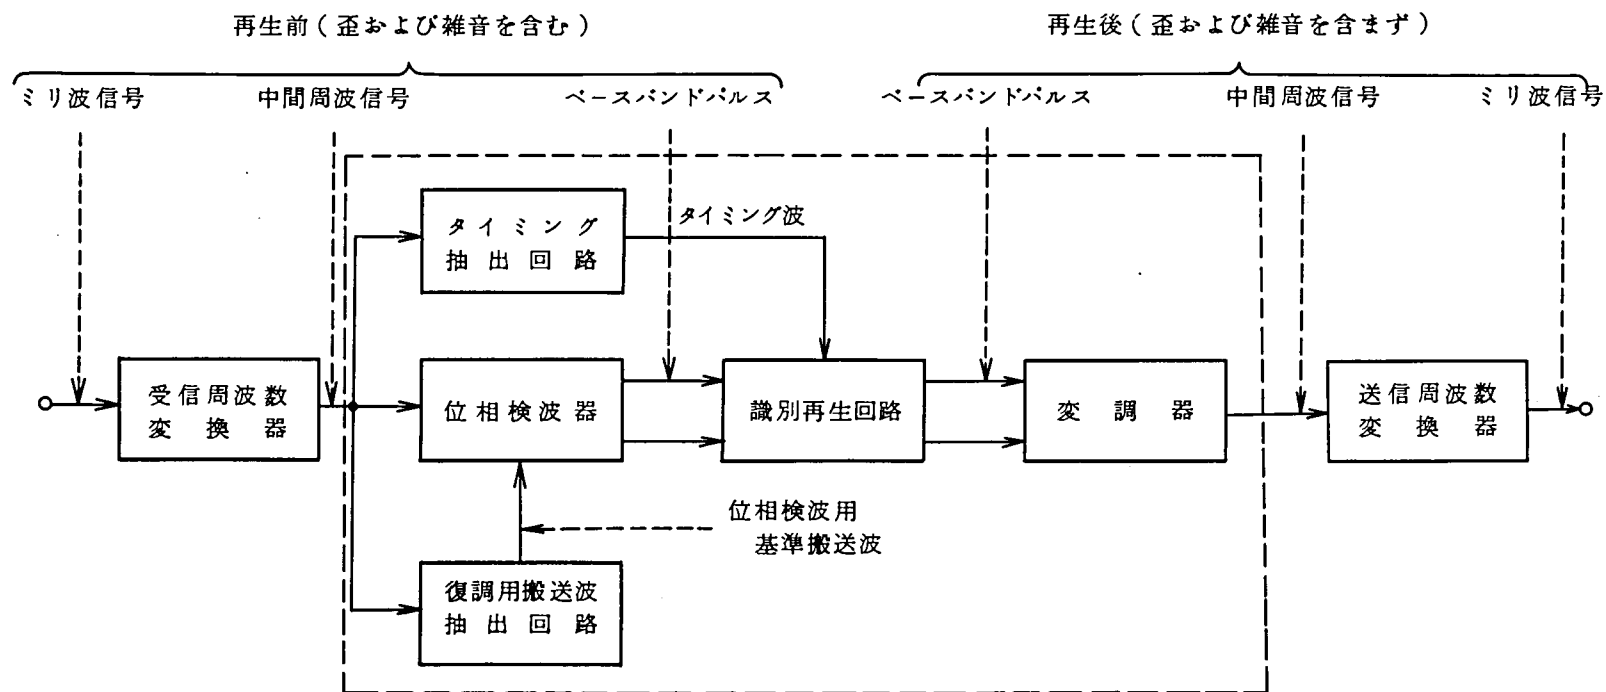 再生前（歪および雑音を含む）
再生後（歪および雑音を含まず）
ミリ波信号
中間周波信号
ベースバンドパルス
ベースバンドパルス
中間周波信号
ミリ波信号
タイミング
抽出回路
タイミング波
受信周波数
変換器
位相検波器
識別再生回路
変調器
送信周波数
変換器
位相検波用
基準搬送波
復調用搬送波
抽出回路